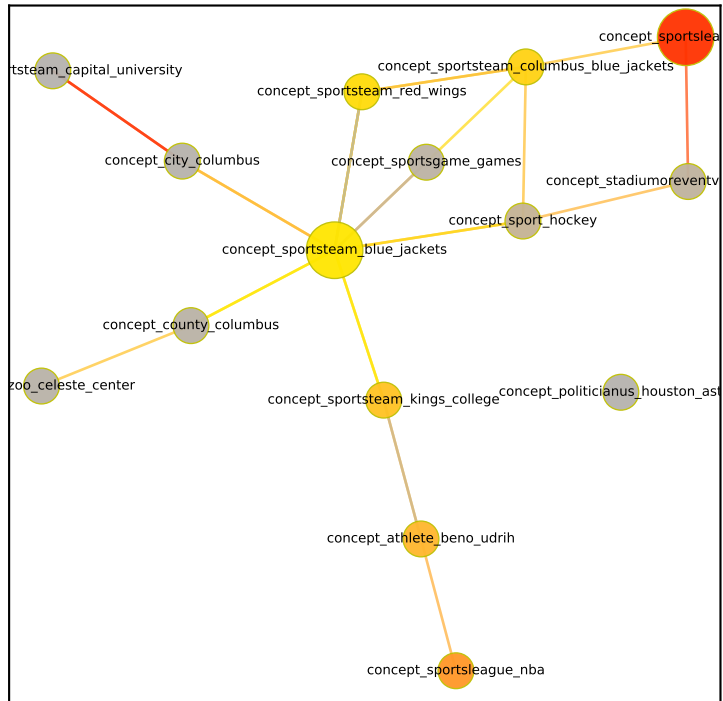 concept_sportslea
concept_sportsteam_columbus_blue_jackets
rtsteam_capital_university
concept_sportsteam_red_wings
concept_city_columbus
concept_sportsgame_games
concept_stadiumoreventv
concept_sport_hockey
concept_sportsteam_blue_jackets
concept_county_columbus
zoo_celeste_center
concept_politicianus_houston_ast
concept_sportsteam_kings_college
concept_athlete_beno_udrih
concept_sportsleague_nba